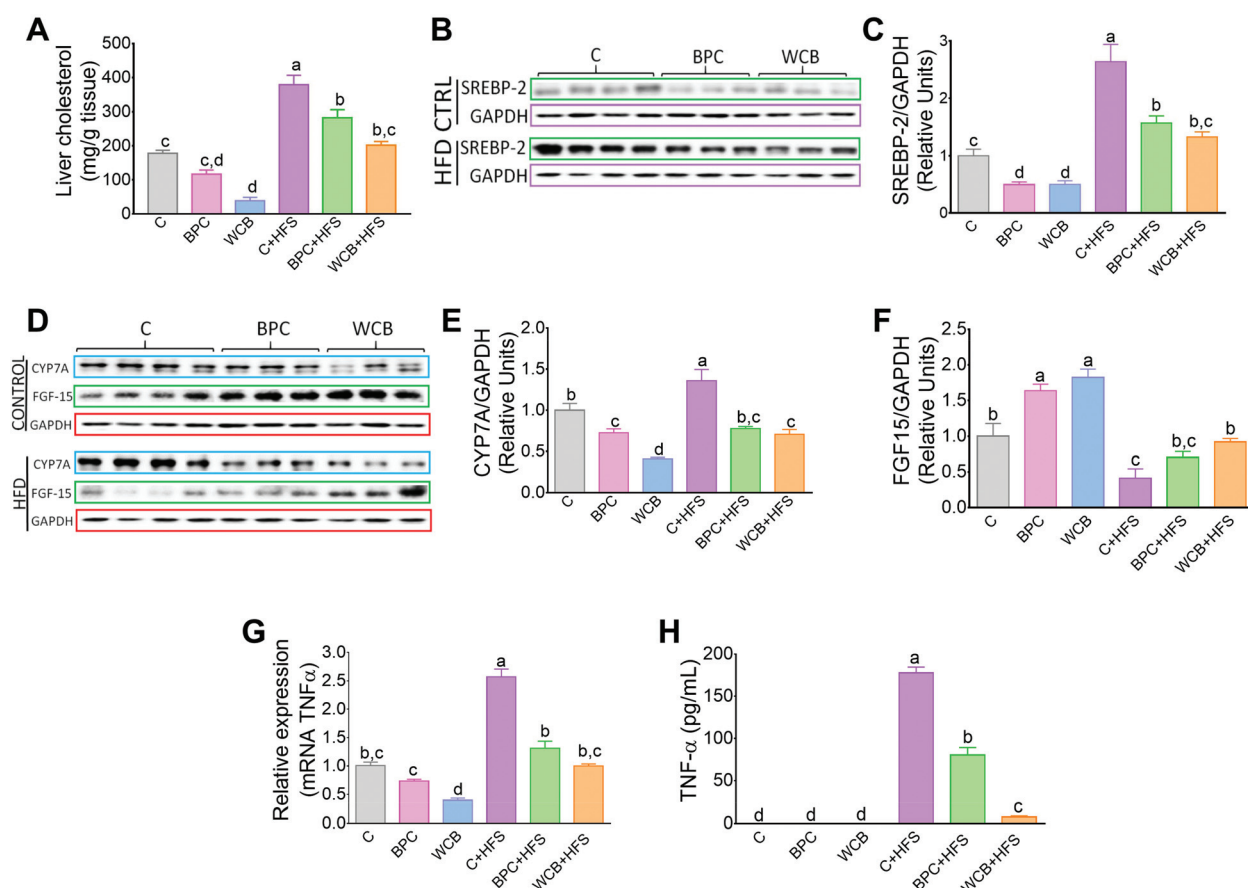 A
Liver cholesterol
(mg/g tissue)
500
400
300
200
100
0
c
c,d
d
a
b
b,c
C
BPC
WCB
C+HFS
BPC+HFS
WCB+HFS
B
C
BPC
WCB
CTRL
SREBP-2
GAPDH
HFD
SREBP-2
GAPDH
C
SREBP-2/GAPDH
(Relative Units)
3
2
1
0
c
d
d
a
b
b,c
C
BPC
WCB
C+HFS
BPC+HFS
WCB+HFS
D
C
BPC
WCB
CONTROL
CYP7A
FGF-15
GAPDH
HFD
CYP7A
FGF-15
GAPDH
E
CYP7A/GAPDH
(Relative Units)
2.0
1.5
1.0
0.5
0.0
b
c
d
a
b,c
c
C
BPC
WCB
C+HFS
BPC+HFS
WCB+HFS
F
FGF15/GAPDH
(Relative Units)
2.5
2.0
1.5
1.0
0.5
0.0
b
a
a
c
b,c
b
C
BPC
WCB
C+HFS
BPC+HFS
WCB+HFS
G
Relative expression
(mRNA TNFα)
3.0
2.5
2.0
1.5
1.0
0.5
0.0
b,c
c
d
a
b
b,c
C
BPC
WCB
C+HFS
BPC+HFS
WCB+HFS
H
TNF-α (pg/mL)
200
150
100
50
0
d
d
d
a
b
c
C
BPC
WCB
C+HFS
BPC+HFS
WCB+HFS